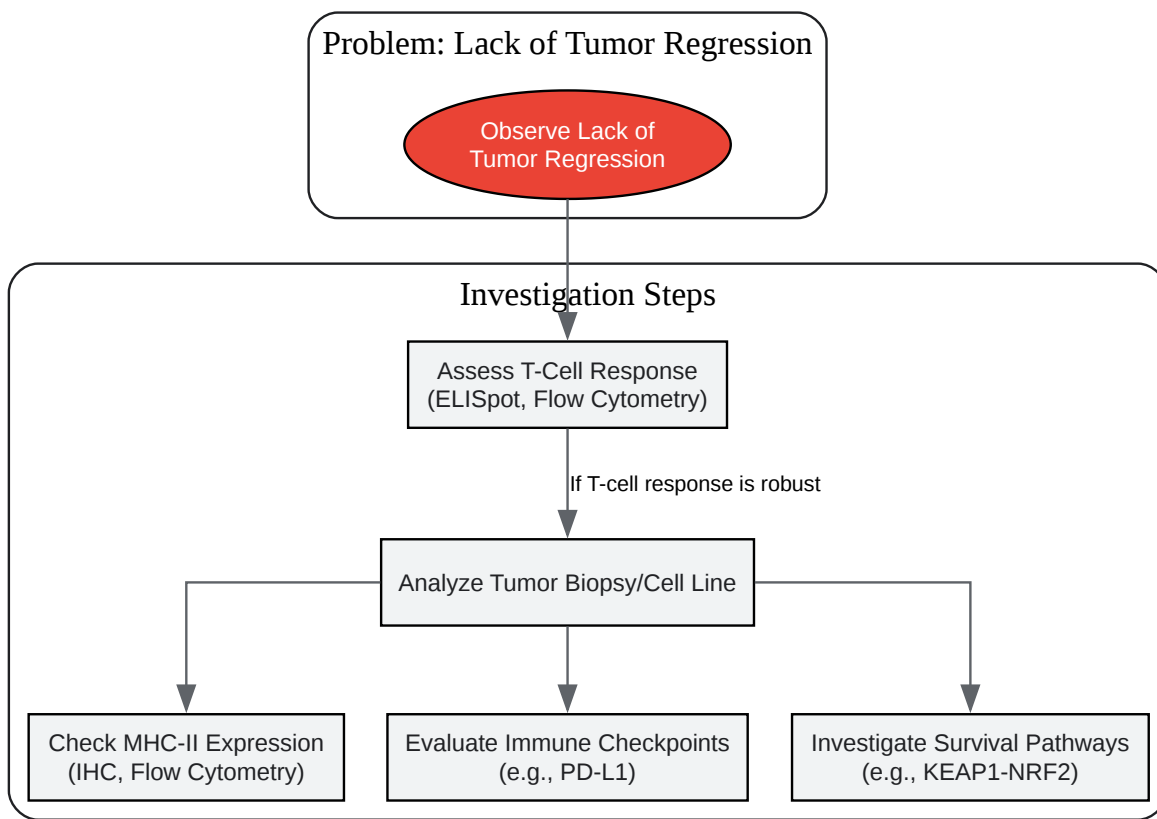 Problem: Lack of Tumor Regression
Observe Lack of
Tumor Regression
Investigation Steps
Assess T-Cell Response
(ELISpot, Flow Cytometry)
If T-cell response is robust
Analyze Tumor Biopsy/Cell Line
Check MHC-II Expression
(IHC, Flow Cytometry)
Evaluate Immune Checkpoints
(e.g., PD-L1)
Investigate Survival Pathways
(e.g., KEAP1-NRF2)